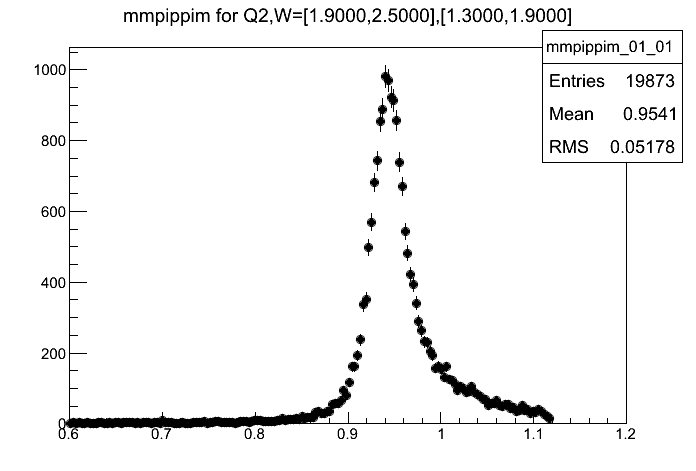 mmpippim for Q2,W=[1.9000,2.5000],[1.3000,1.9000]
mmpippim_01_01
Entries 19873
Mean 0.9541
RMS 0.05178
1000
800
600
400
200
0
0.6 0.7 0.8 0.9 1 1.1 1.2